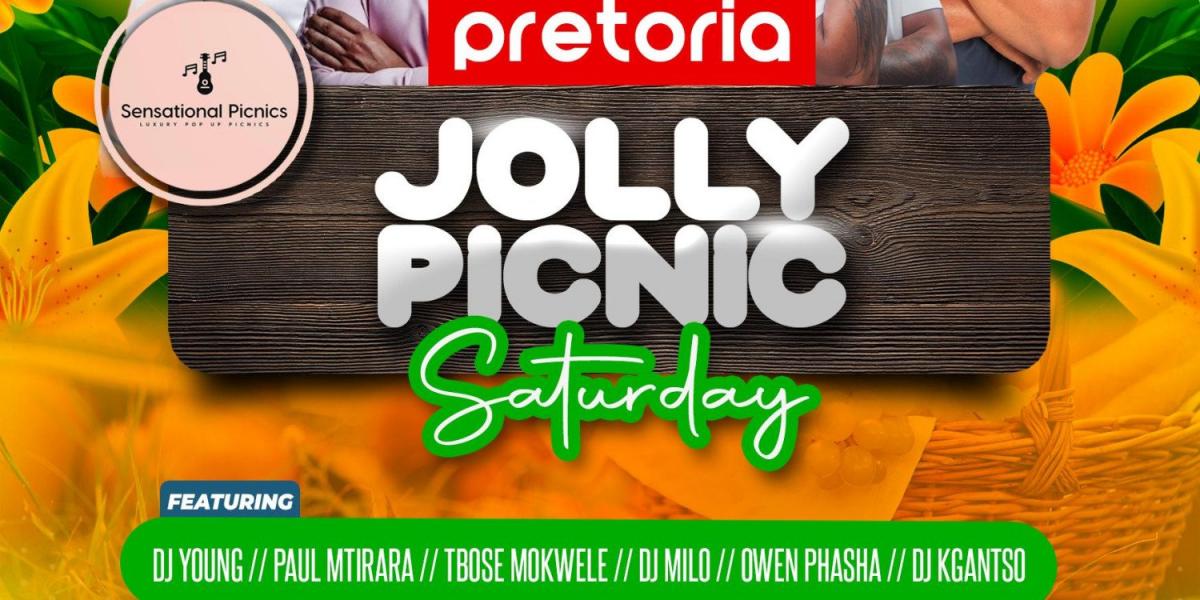 pretoria
Sensational Picnics
LUXURY POP UP PICNICS
JOLLY
PICNIC
Saturday
FEATURING
DJ YOUNG // PAUL MTIRARA // TBOSE MOKWELE // DJ MILO // OWEN PHASHA // DJ KGANTSO